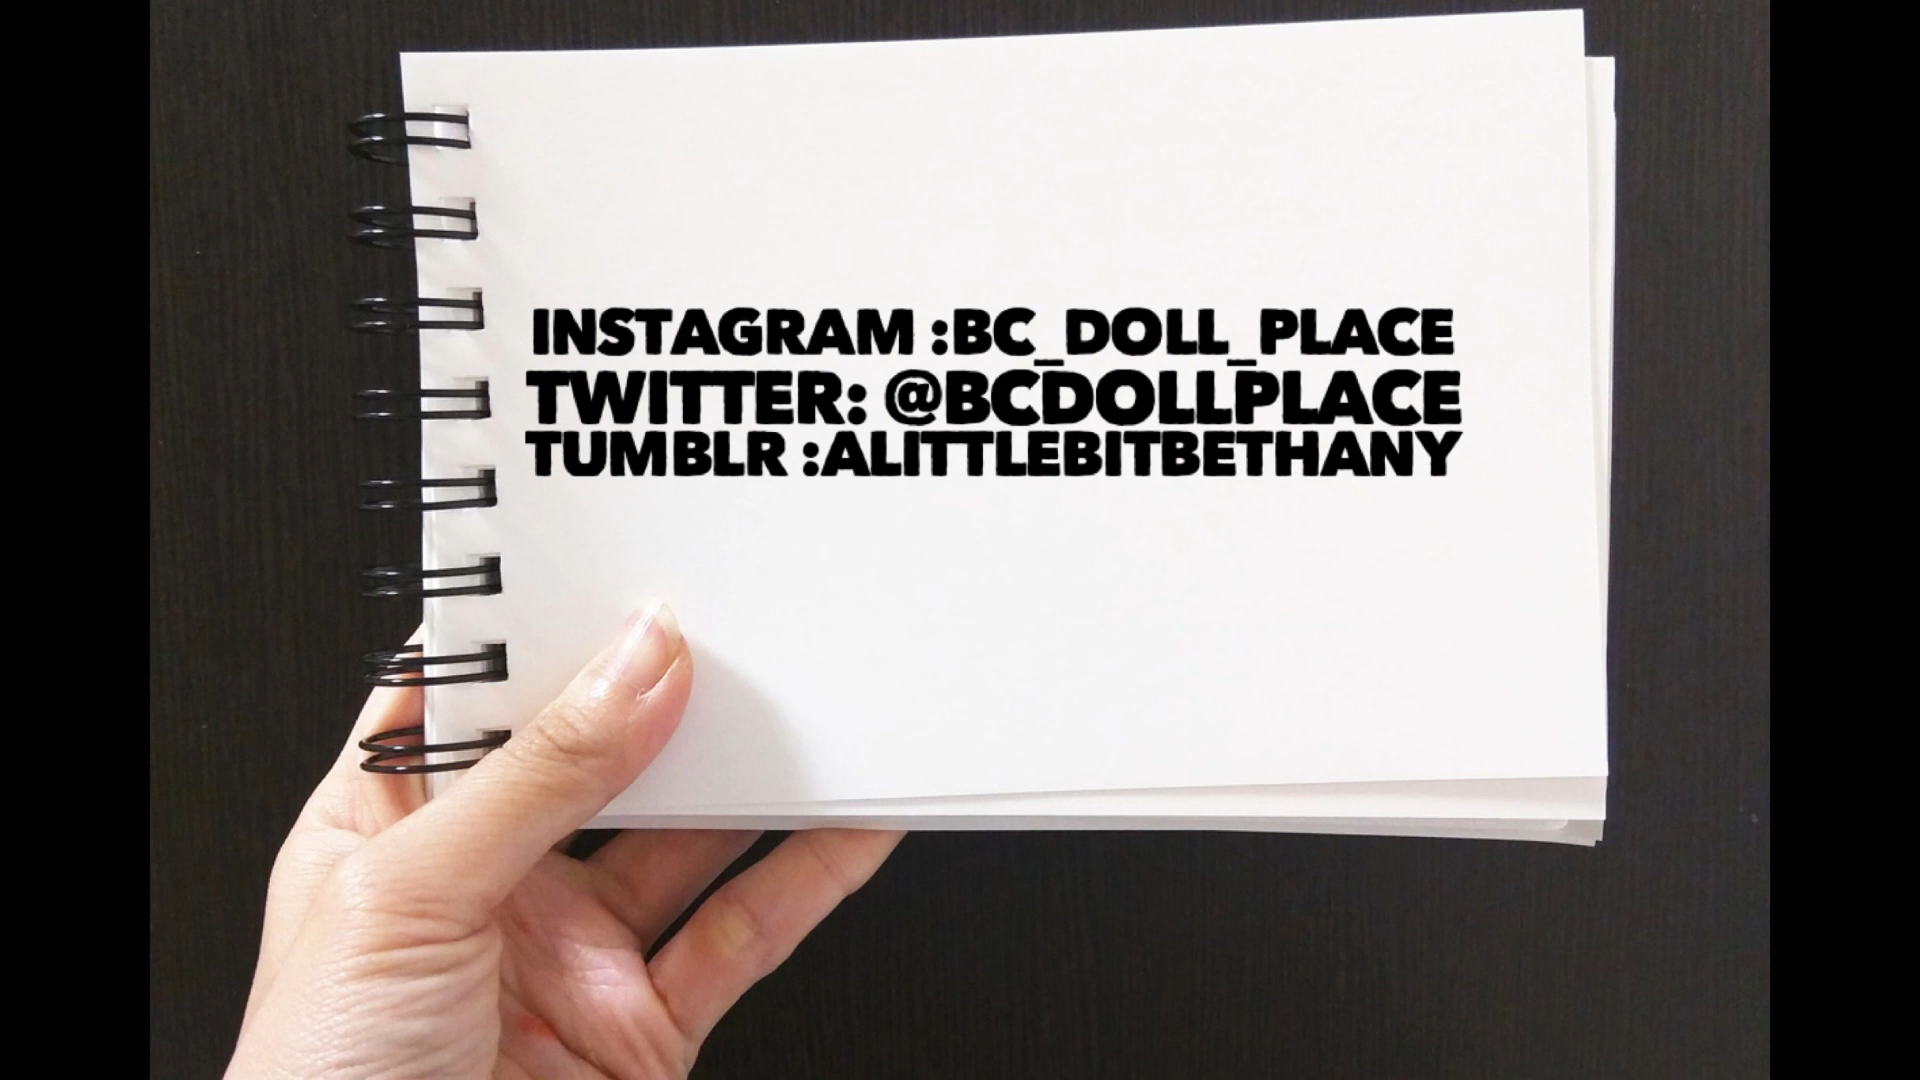 INSTAGRAM :BC_DOLL_PLACE
TWITTER: @BCDOLLPLACE
TUMBLR :ALITTLEBITBETHANY